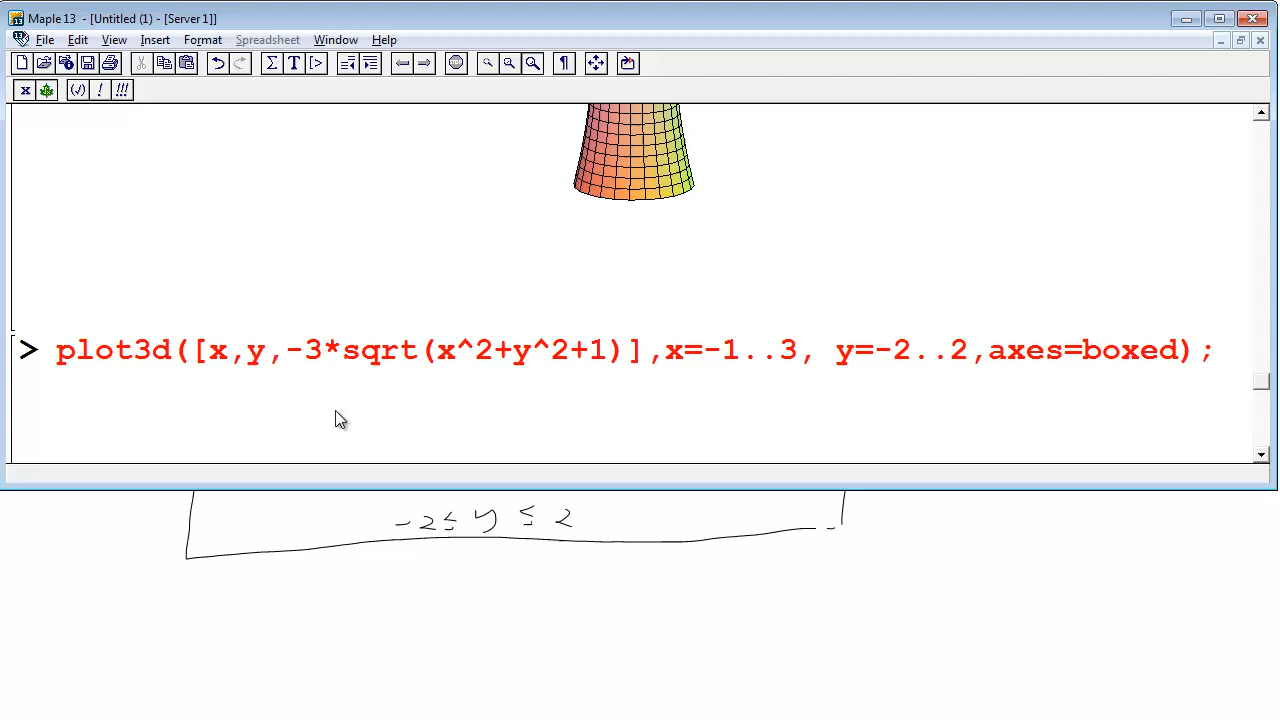 Maple 13 - [Untitled (1) - [Server 1]]
File Edit View Insert Format Spreadsheet Window Help
> plot3d([x,y,-3*sqrt(x^2+y^2+1)],x=-1..3, y=-2..2,axes=boxed);
-2 ≤ y ≤ 2